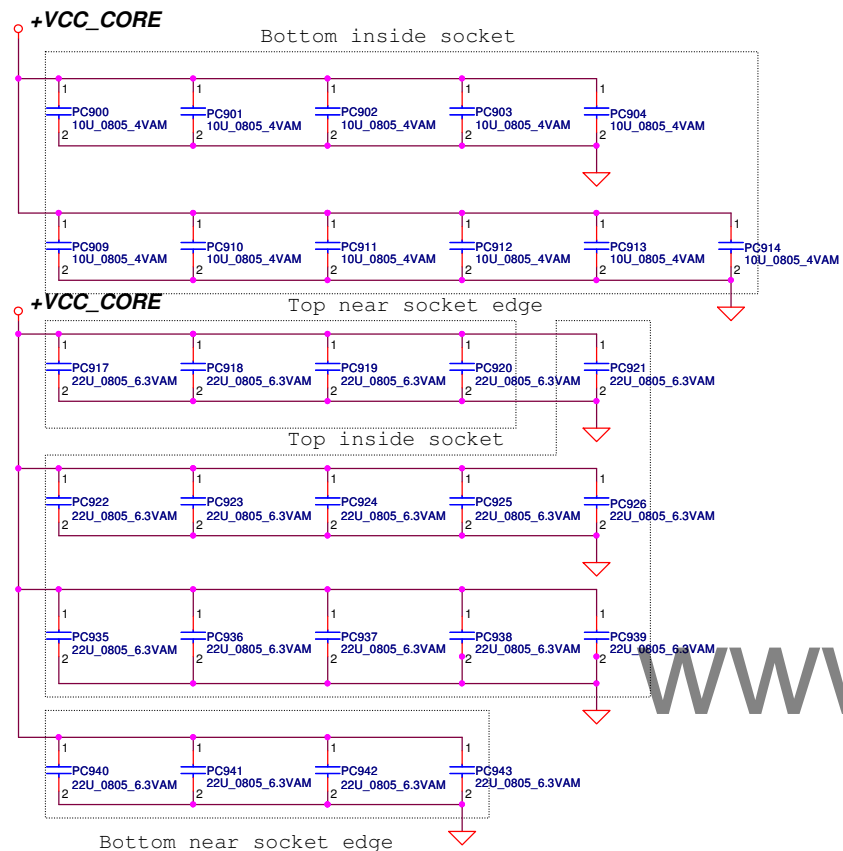 +VCC_CORE
Bottom inside socket
1 1 1 1 1
PC900 PC901 PC902 PC903 PC904
10U_0805_4VAM 10U_0805_4VAM 10U_0805_4VAM 10U_0805_4VAM 10U_0805_4VAM
2 2 2 2 2
1 1 1 1 1 1
PC909 PC910 PC911 PC912 PC913 PC914
10U_0805_4VAM 10U_0805_4VAM 10U_0805_4VAM 10U_0805_4VAM 10U_0805_4VAM 10U_0805_4VAM
2 2 2 2 2 2
+VCC_CORE
Top near socket edge
1 1 1 1 1
PC917 PC918 PC919 PC920 PC921
22U_0805_6.3VAM 22U_0805_6.3VAM 22U_0805_6.3VAM 22U_0805_6.3VAM 22U_0805_6.3VAM
2 2 2 2 2
Top inside socket
1 1 1 1 1
PC922 PC923 PC924 PC925 PC926
22U_0805_6.3VAM 22U_0805_6.3VAM 22U_0805_6.3VAM 22U_0805_6.3VAM 22U_0805_6.3VAM
2 2 2 2 2
1 1 1 1 1
PC935 PC936 PC937 PC938 PC939
22U_0805_6.3VAM 22U_0805_6.3VAM 22U_0805_6.3VAM 22U_0805_6.3VAM 22U_0805_6.3VAM
2 2 2 2 2
1 1 1 1
PC940 PC941 PC942 PC943
22U_0805_6.3VAM 22U_0805_6.3VAM 22U_0805_6.3VAM 22U_0805_6.3VAM
2 2 2 2
Bottom near socket edge